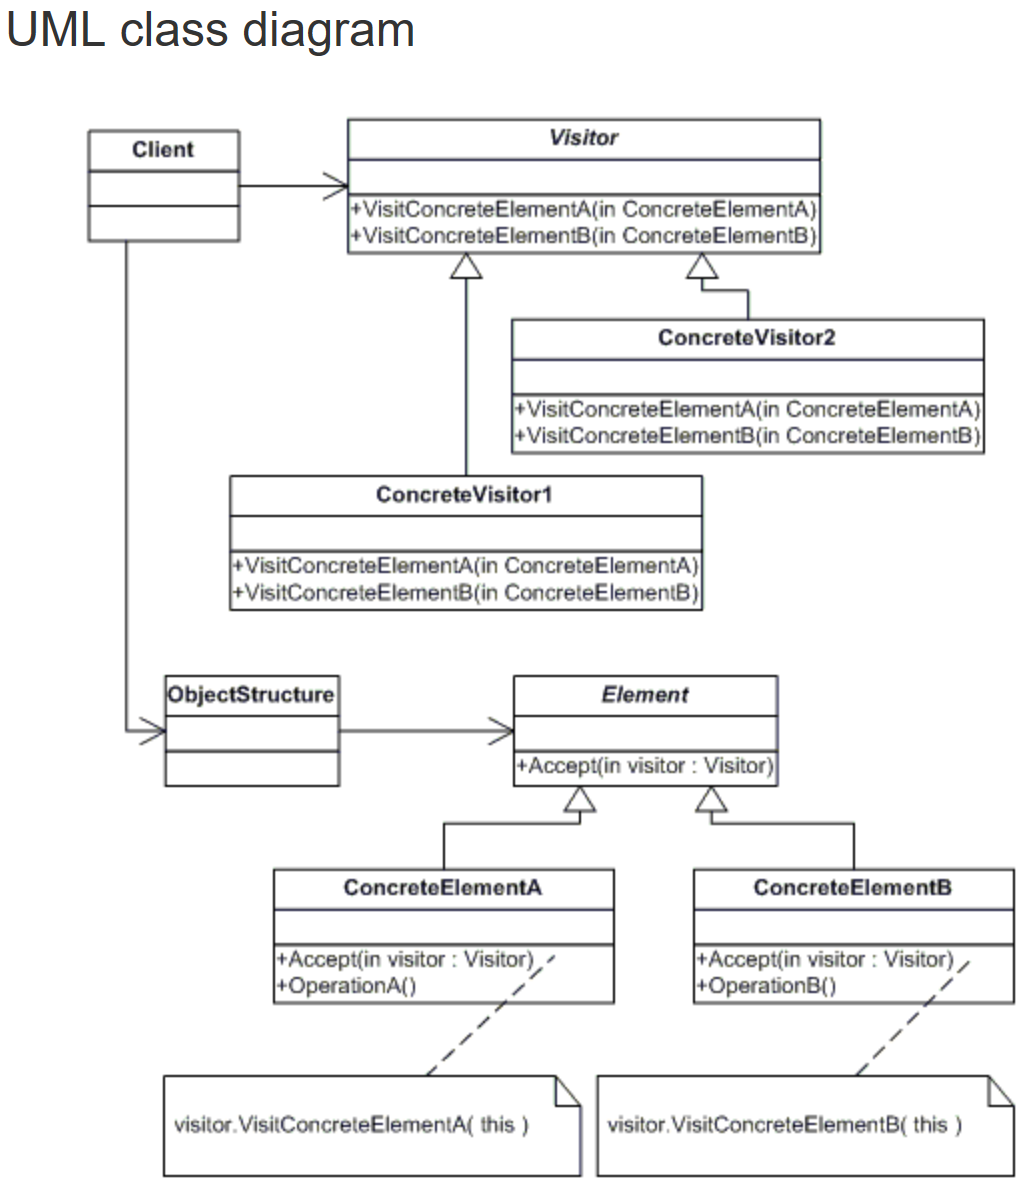 UML class diagram
Client
Visitor
+VisitConcreteElementA(in ConcreteElementA)
+VisitConcreteElementB(in ConcreteElementB)
ConcreteVisitor2
+VisitConcreteElementA(in ConcreteElementA)
+VisitConcreteElementB(in ConcreteElementB)
ConcreteVisitor1
+VisitConcreteElementA(in ConcreteElementA)
+VisitConcreteElementB(in ConcreteElementB)
ObjectStructure
Element
+Accept(in visitor : Visitor)
ConcreteElementA
+Accept(in visitor : Visitor)
+OperationA()
ConcreteElementB
+Accept(in visitor : Visitor)
+OperationB()
visitor.VisitConcreteElementA( this )
visitor.VisitConcreteElementB( this )